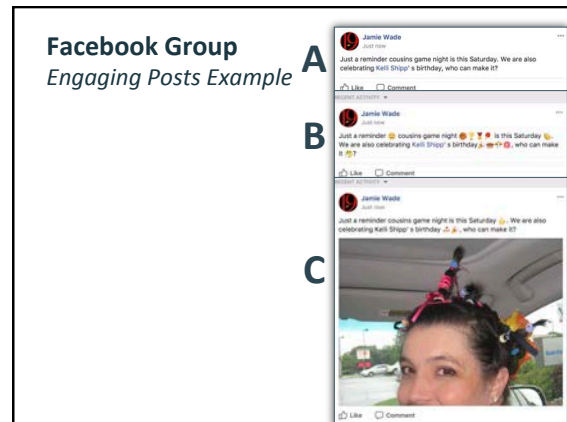 Facebook Group
Engaging Posts Example
A
Jamie Wade
Just now
Just a reminder cousins game night is this Saturday. We are also
celebrating Kelli Shipp's birthday, who can make it?
Like Comment
RECENT ACTIVITY
B
Jamie Wade
Just now
Just a reminder 😊 cousins game night 🏀🏆🏅🎴 is this Saturday 👍.
We are also celebrating Kelli Shipp' s birthday🎉🎂, who can make
it ?
Like Comment
RECENT ACTIVITY
C
Jamie Wade
Just now
Just a reminder cousins game night is this Saturday 👍. We are also
celebrating Kelli Shipp' s birthday 🎂🎉, who can make it?
Like Comment